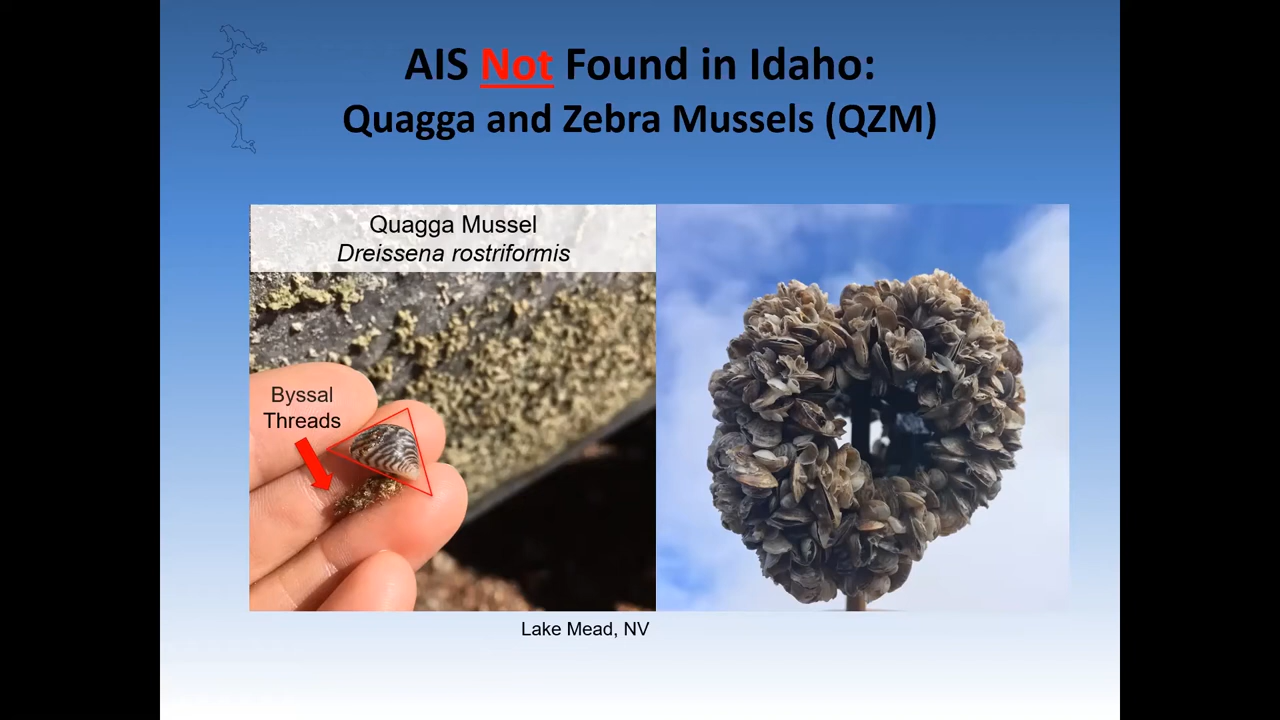 AIS Not Found in Idaho:
Quagga and Zebra Mussels (QZM)
Quagga Mussel
Dreissena rostriformis
Byssal
Threads
Lake Mead, NV